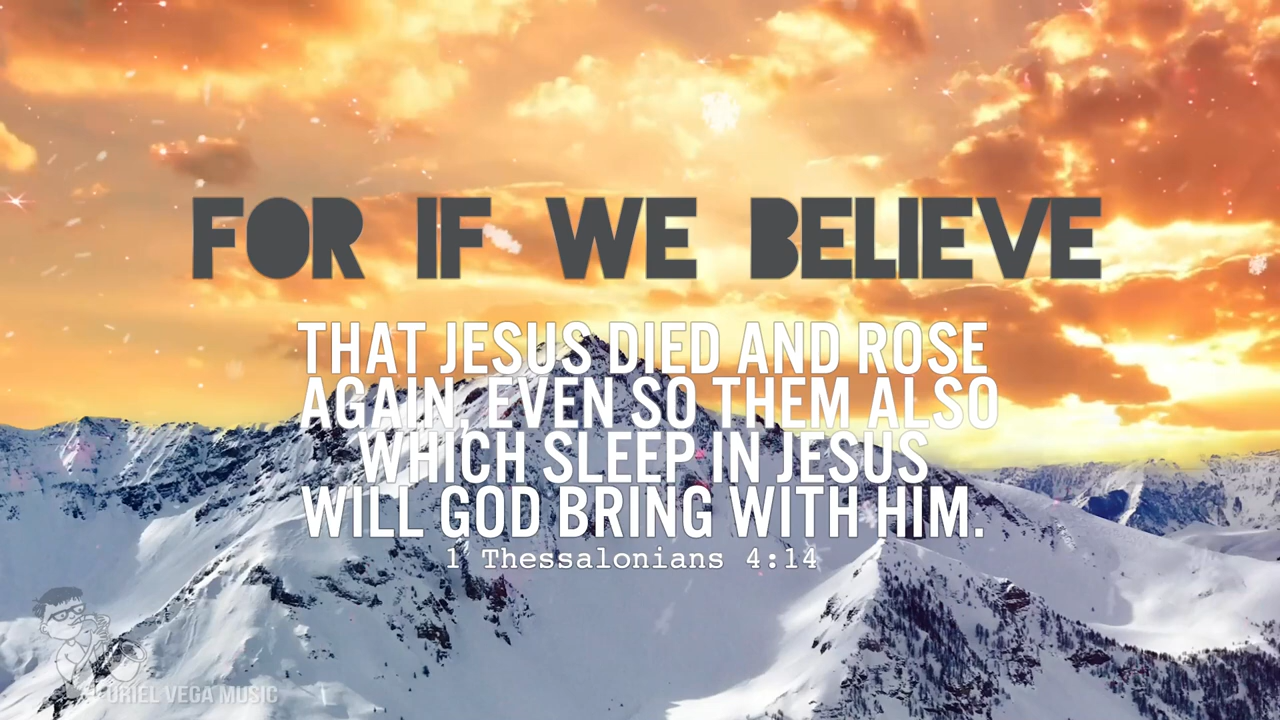 FOR IF WE BELIEVE
THAT JESUS DIED AND ROSE
AGAIN, EVEN SO THEM ALSO
WHICH SLEEP IN JESUS
WILL GOD BRING WITH HIM.
1 Thessalonians 4:14
URIEL VEGA MUSIC